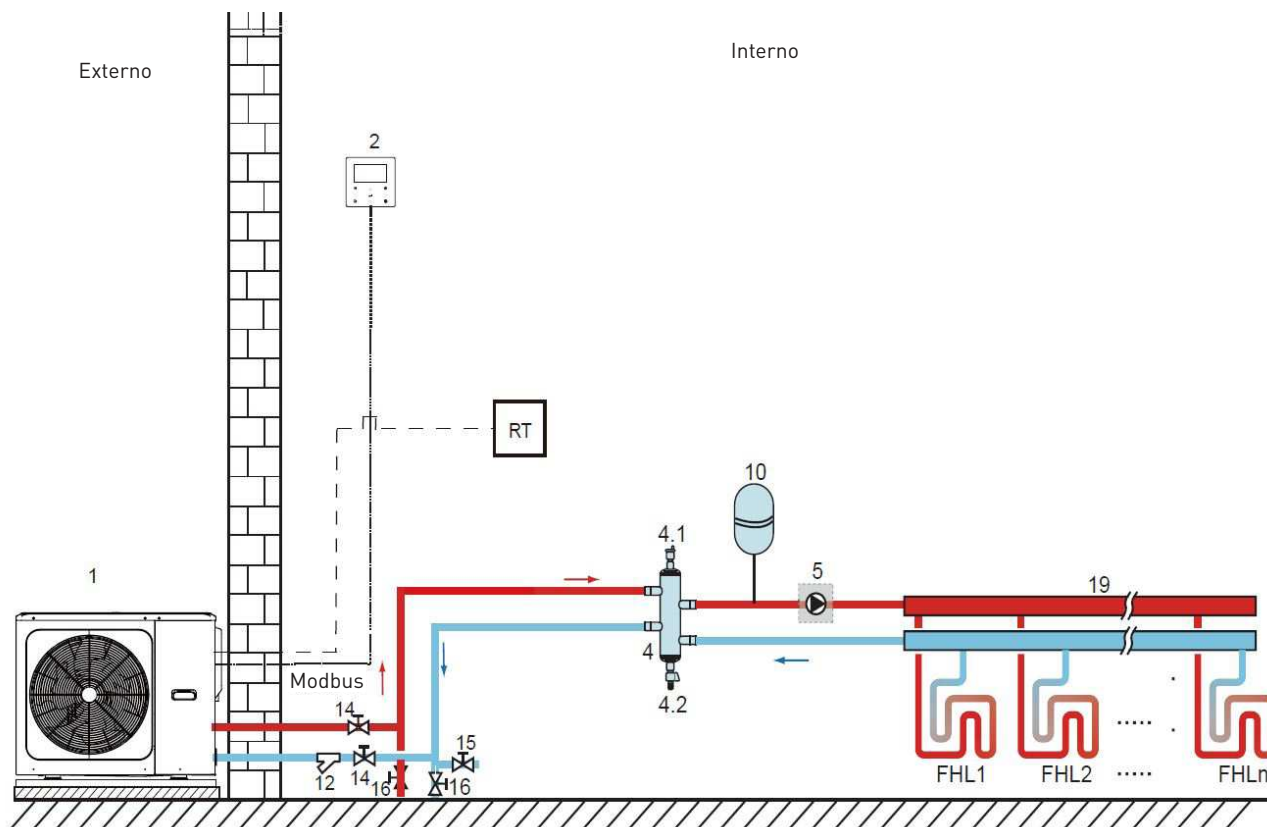 Externo
Interno
2
RT
10
4.1
5
1
19
4
Modbus
4.2
14
15
12
14
16
16
FHL1
FHL2
.....
FHLn